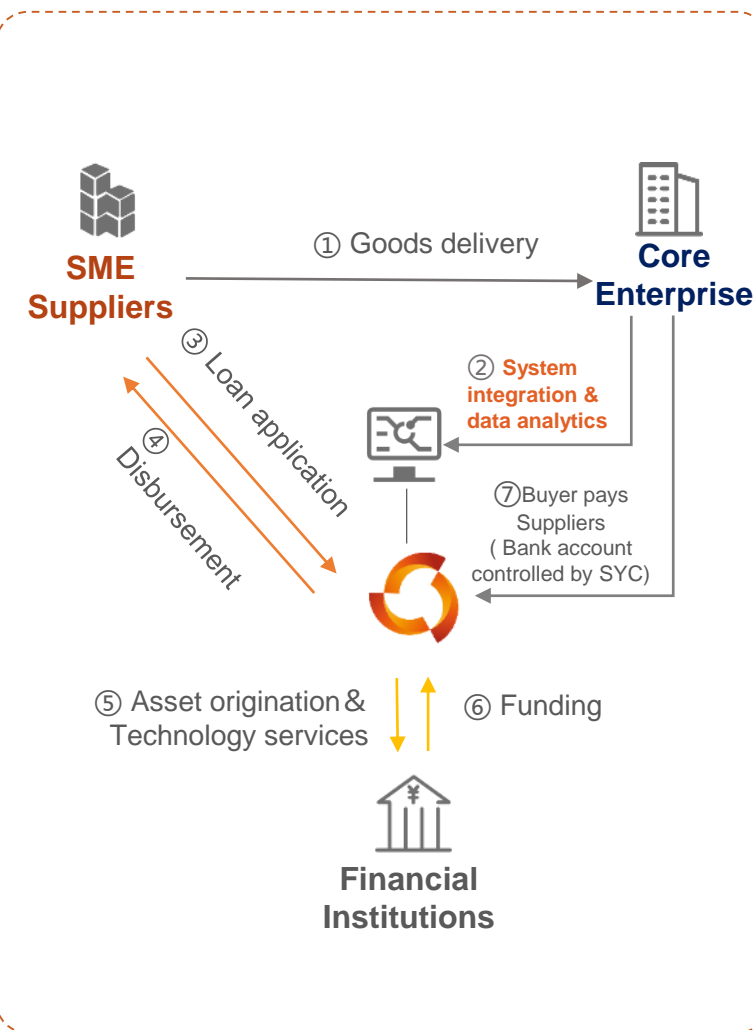 ① Goods delivery
SME
Suppliers
Core
Enterprise
② System
integration &
data analytics
③ Loan application
④
Disbursement
⑦Buyer pays
Suppliers
( Bank account
controlled by SYC)
⑤ Asset origination&
Technology services
⑥ Funding
¥
Financial
Institutions